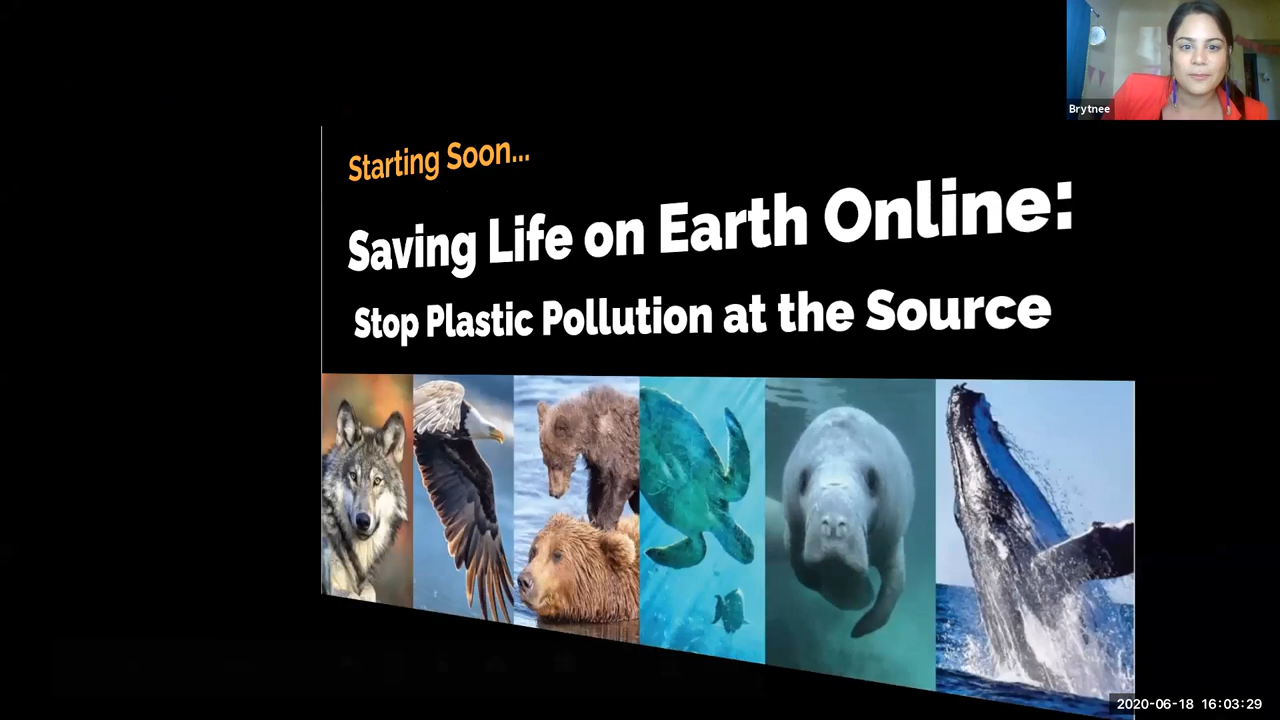 Brytnee
Starting Soon...
Saving Life on Earth Online:
Stop Plastic Pollution at the Source
2020-06-18 16:03:29